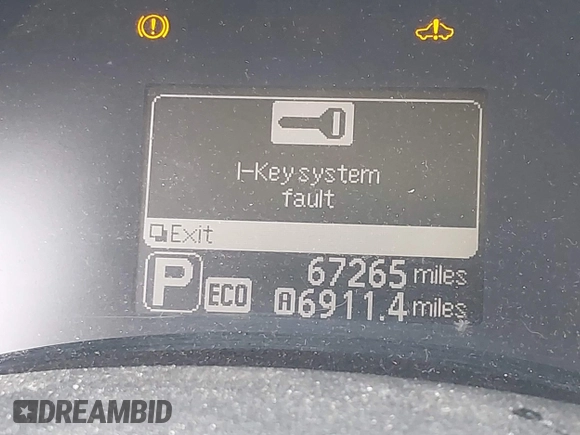 I-Key system
fault
Exit
67265 miles
P ECO A 6911.4 miles
DREAMBID